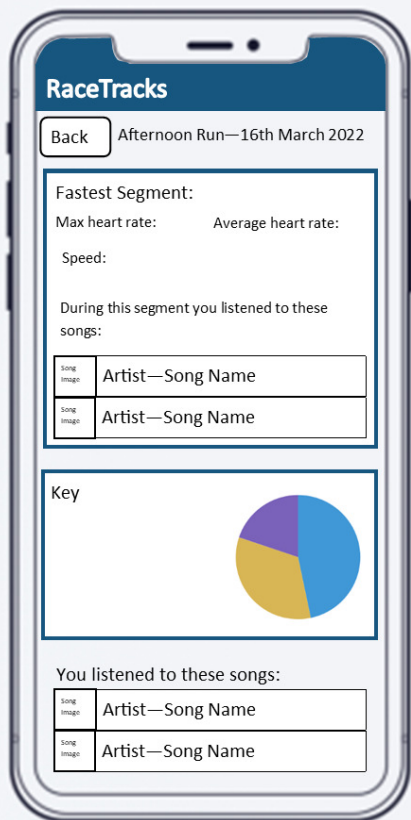 RaceTracks
Back
Afternoon Run—16th March 2022
Fastest Segment:
Max heart rate:
Average heart rate:
Speed:
During this segment you listened to these
songs:
Song
Image
Artist—Song Name
Song
Image
Artist—Song Name
Key
You listened to these songs:
Song
Image
Artist—Song Name
Song
Image
Artist—Song Name